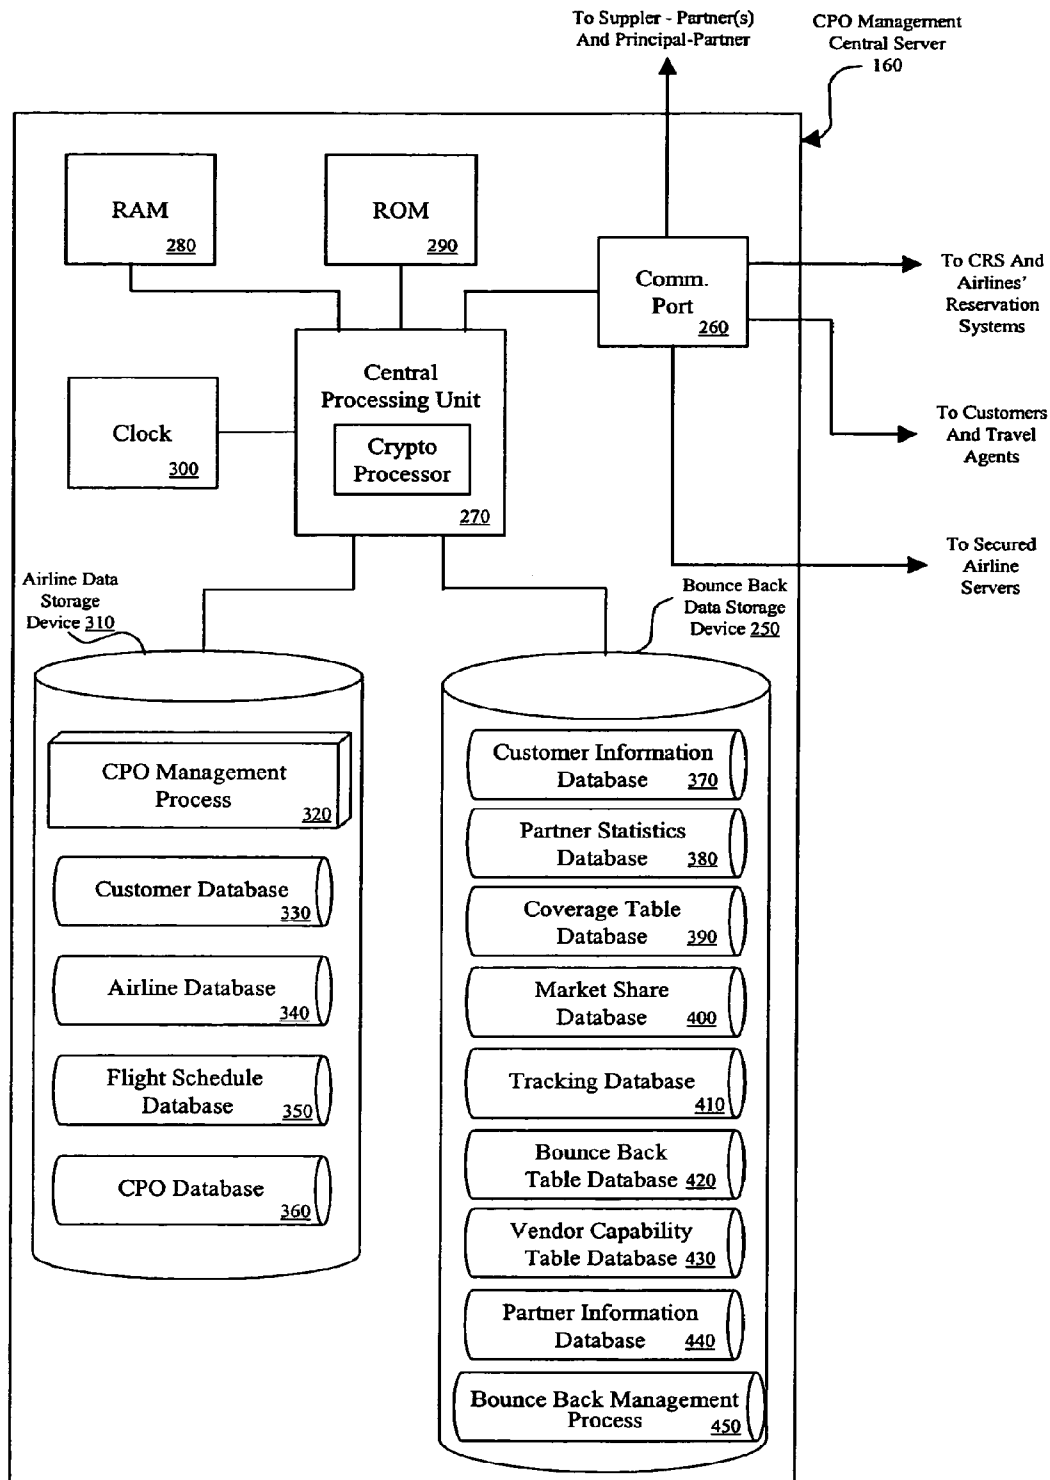 To Suppler - Partner(s)
And Principal-Partner
CPO Management
Central Server
160
RAM
280
ROM
290
Comm.
Port
260
To CRS And
Airlines'
Reservation
Systems
Central
Processing Unit
Crypto
Processor
270
Clock
300
To Customers
And Travel
Agents
To Secured
Airline
Servers
Airline Data
Storage
Device 310
Bounce Back
Data Storage
Device 250
CPO Management
Process
320
Customer Database
330
Airline Database
340
Flight Schedule
Database
350
CPO Database
360
Customer Information
Database 370
Partner Statistics
Database 380
Coverage Table
Database 390
Market Share
Database 400
Tracking Database
410
Bounce Back
Table Database 420
Vendor Capability
Table Database 430
Partner Information
Database 440
Bounce Back Management
Process 450